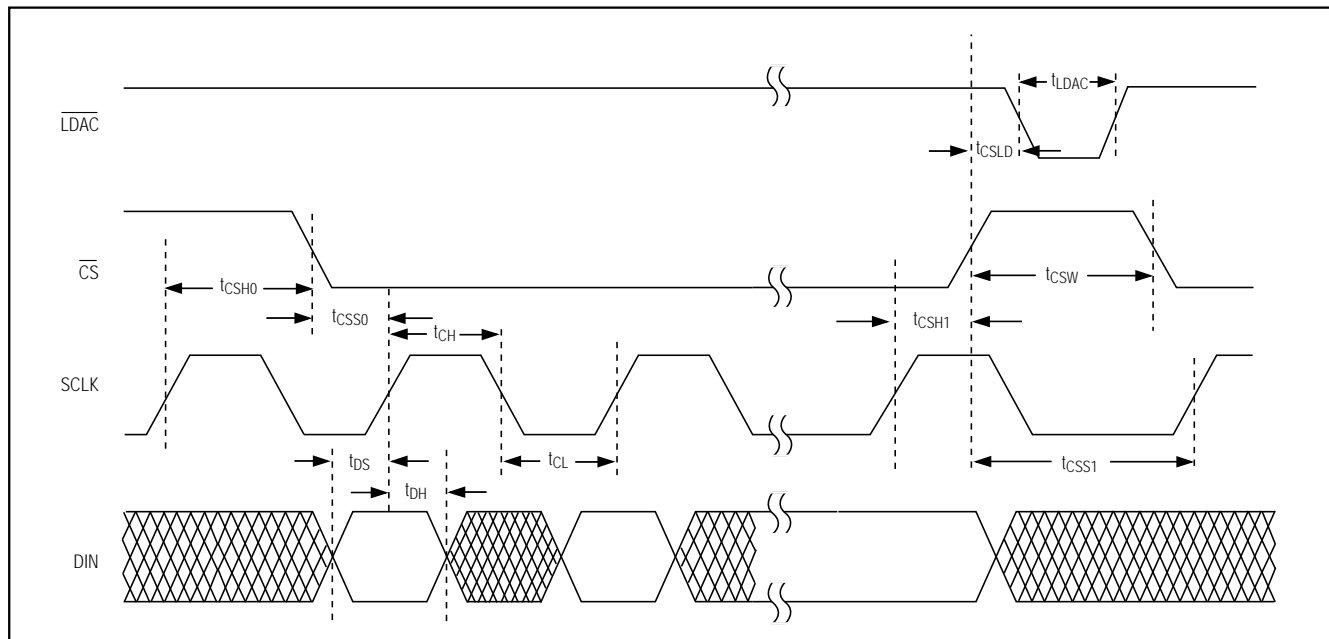 tLDAC
LDAC
tCSLD
CS
tCSH0
tCSW
tCSS0
tCH
tCSH1
SCLK
tDS
tCL
tCSS1
tDH
DIN